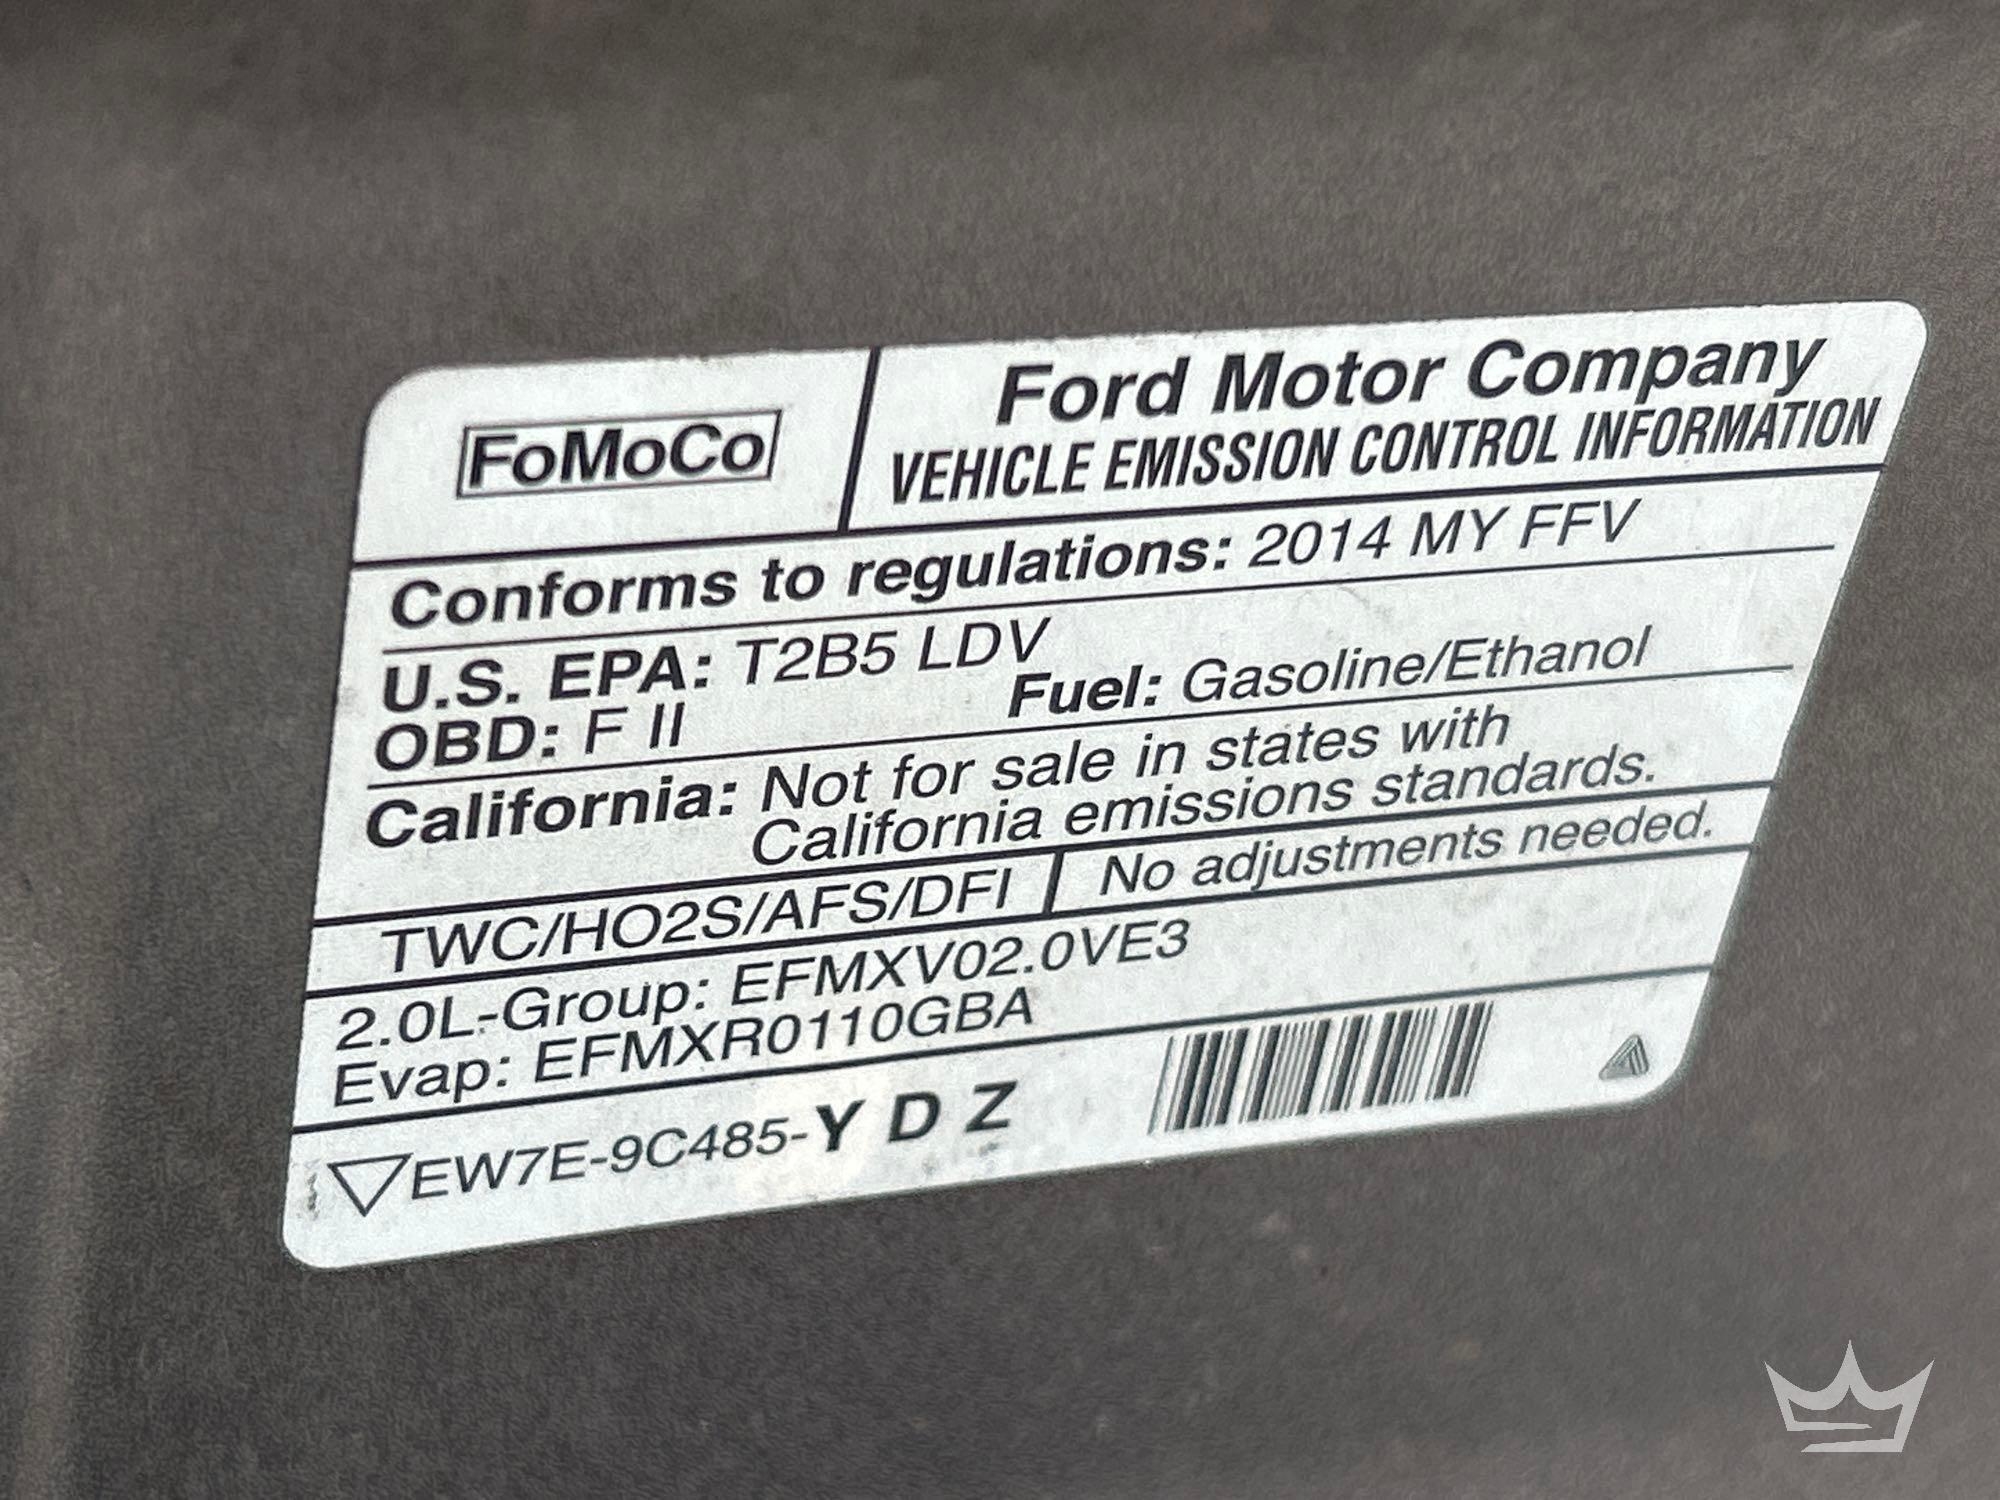 FoMoCo
Ford Motor Company
VEHICLE EMISSION CONTROL INFORMATION
Conforms to regulations: 2014 MY FFV
U.S. EPA: T2B5 LDV
OBD: F II
Fuel: Gasoline/Ethanol
California: Not for sale in states with
California emissions standards.
TWC/HO2S/AFS/DFI
No adjustments needed.
2.0L-Group: EFMXV02.0VE3
Evap: EFMXR0110GBA
EW7E-9C485-Y D Z